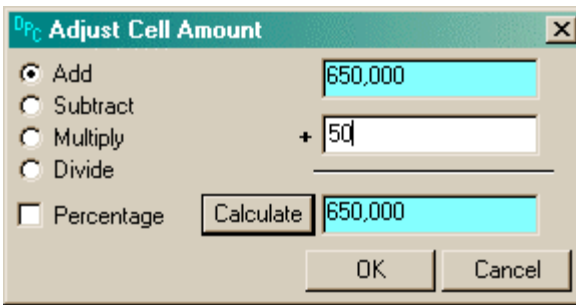 DPC Adjust Cell Amount
Add 650,000
Subtract
Multiply + 50
Divide
Percentage Calculate 650,000
OK Cancel